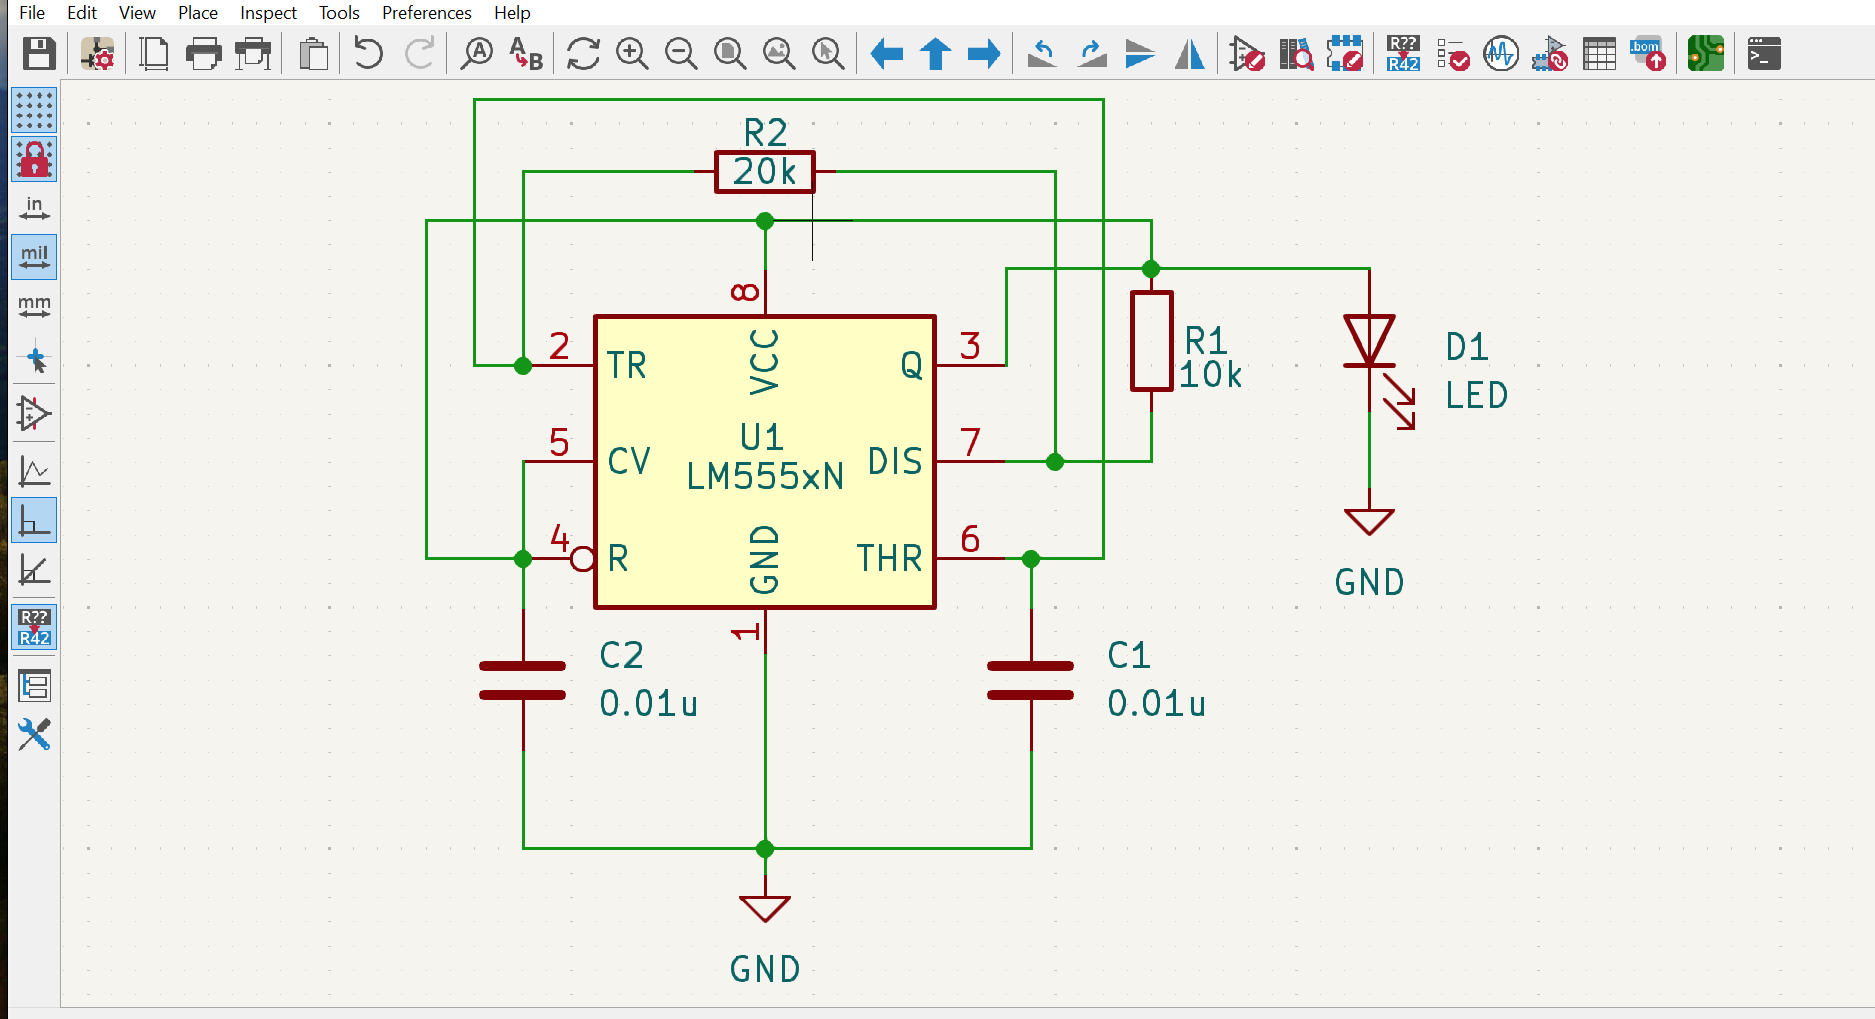 File Edit View Place Inspect Tools Preferences Help
A
A B
R??
R42
.bom
>_
in
mil
mm
R??
R42
R2
20k
8
2
TR
VCC
Q
3
R1
10k
D1
LED
5
CV
U1
LM555xN
DIS
7
4
R
GND
THR
6
1
GND
C2
0.01u
C1
0.01u
GND